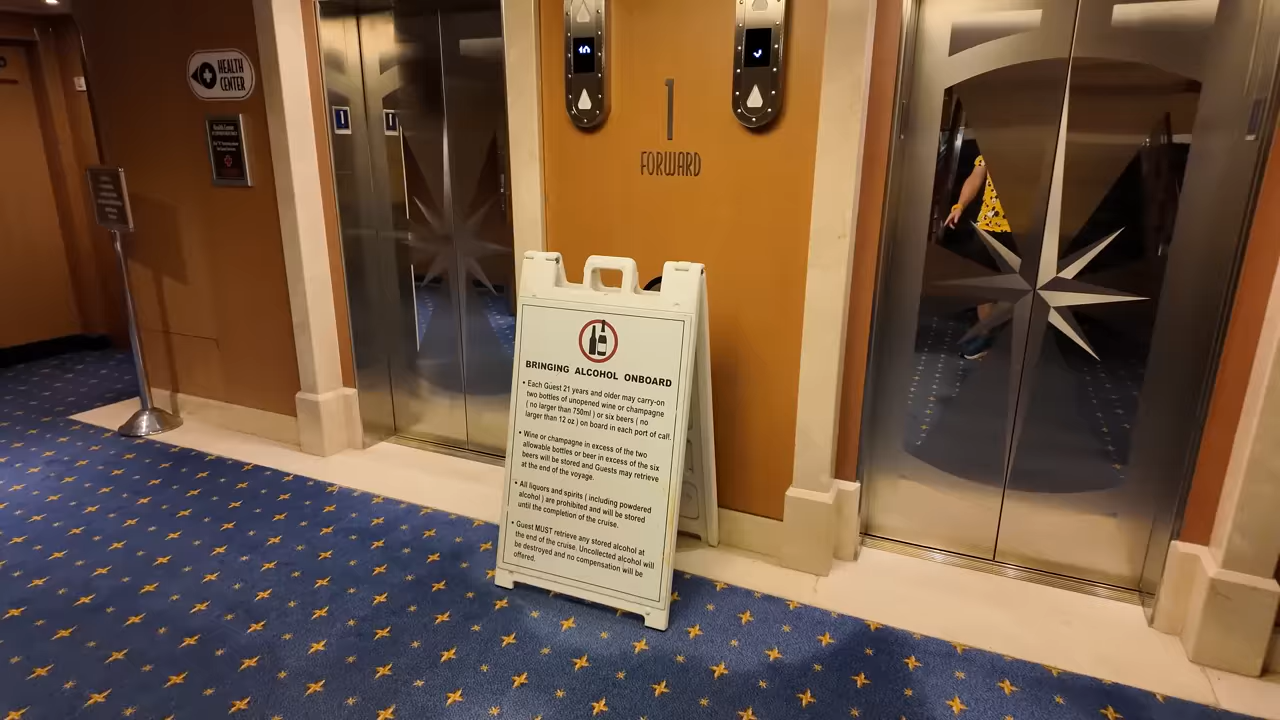 HEALTH
CENTER
Health Center
1
1
10
1
FORWARD
BRINGING ALCOHOL ONBOARD
• Each Guest 21 years and older may carry-on
two bottles of unopened wine or champagne
( no larger than 750ml ) or six beers ( no
larger than 12 oz ) on board in each port of call.
• Wine or champagne in excess of the two
allowable bottles or beer in excess of the six
beers will be stored and Guests may retrieve
at the end of the voyage.
• All liquors and spirits ( including powdered
alcohol ) are prohibited and will be stored
until the completion of the cruise.
• Guest MUST retrieve any stored alcohol at
the end of the cruise. Uncollected alcohol will
be destroyed and no compensation will be
offered.